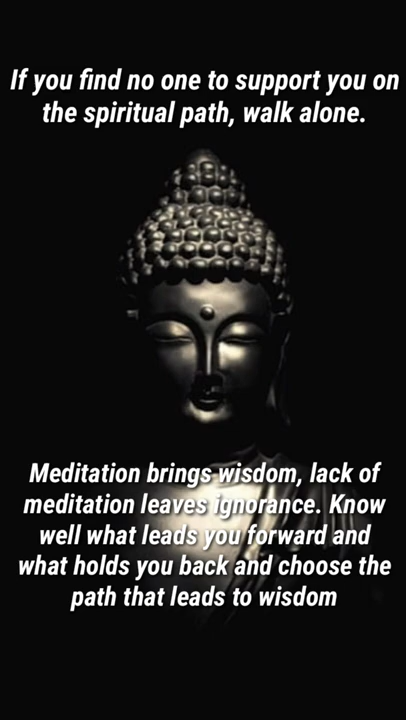 If you find no one to support you on
the spiritual path, walk alone.
Meditation brings wisdom, lack of
meditation leaves ignorance. Know
well what leads you forward and
what holds you back and choose the
path that leads to wisdom